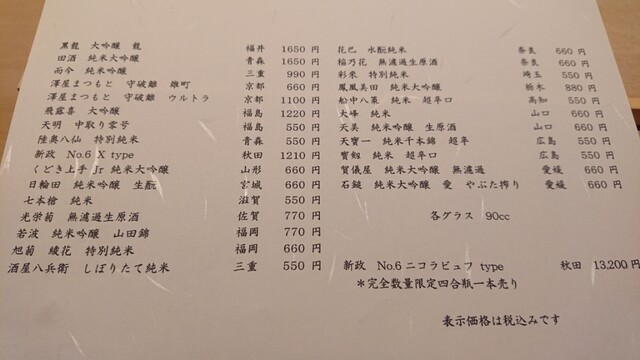 黒龍 大吟醸 龍 福井 1650 円
田酒 純米大吟醸 青森 1650 円
而今 純米吟醸 三重 990 円
澤屋まつもと 守破離 雄町 京都 660 円
澤屋まつもと 守破離 ウルトラ 京都 1100 円
飛露喜 大吟醸 福島 1220 円
天明 中取り零号 福島 550 円
陸奥八仙 特別純米 青森 550 円
新政 No.6 X type 秋田 1210 円
くどき上手 Jr 純米大吟醸 山形 660 円
日輪田 純米吟醸 生酛 宮城 660 円
七本槍 純米 滋賀 550 円
光栄菊 無濾過生原酒 佐賀 770 円
若波 純米吟醸 山田錦 福岡 770 円
旭菊 綾花 特別純米 福岡 660 円
酒屋八兵衛 しぼりたて純米 三重 550 円
花巴 水酛純米 奈良 660 円
稲乃花 無濾過生原酒 奈良 660 円
彩來 特別純米 埼玉 550 円
鳳凰美田 純米大吟醸 栃木 880 円
船中八策 純米 超辛口 高知 550 円
大峰 純米 山口 660 円
天美 純米吟醸 生原酒 山口 660 円
天寶一 純米千本錦 超辛 広島 550 円
寳剱 純米 超辛口 広島 550 円
賀儀屋 純米大吟醸 無濾過 愛媛 660 円
石鎚 純米大吟醸 愛 やぶた搾り 愛媛 660 円
各グラス 90cc
新政 No.6 ニコラビュフ type 秋田 13,200 円
＊完全数量限定四合瓶一本売り
表示価格は税込みです